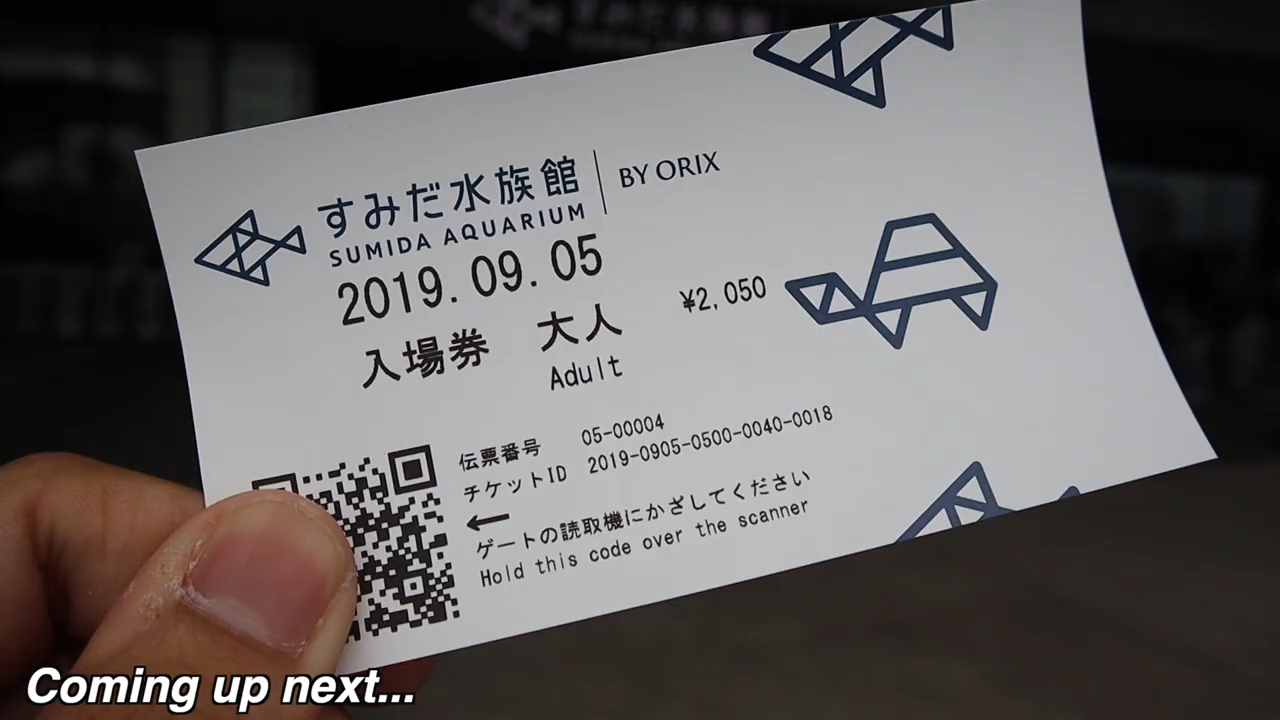 すみだ水族館 BY ORIX
SUMIDA AQUARIUM
2019.09.05
入場券 大人 ¥2,050
Adult
伝票番号 05-00004
チケットID 2019-0905-0500-0040-0018
←
ゲートの読取機にかざしてください
Hold this code over the scanner
Coming up next...